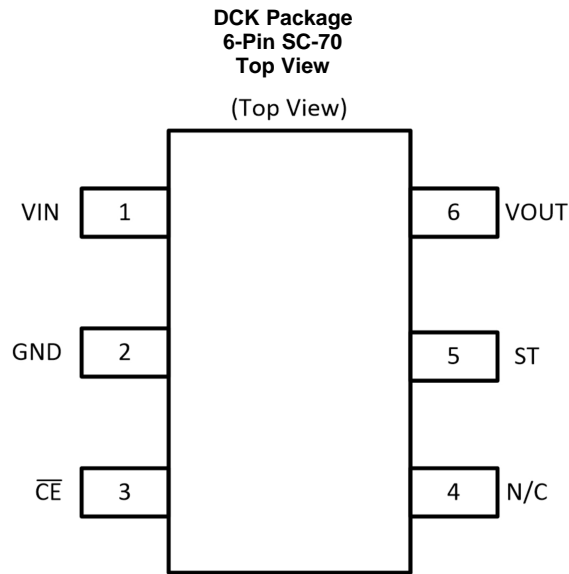 DCK Package
6-Pin SC-70
Top View
(Top View)
VIN 1 6 VOUT
GND 2 5 ST
C̅E̅ 3 4 N/C